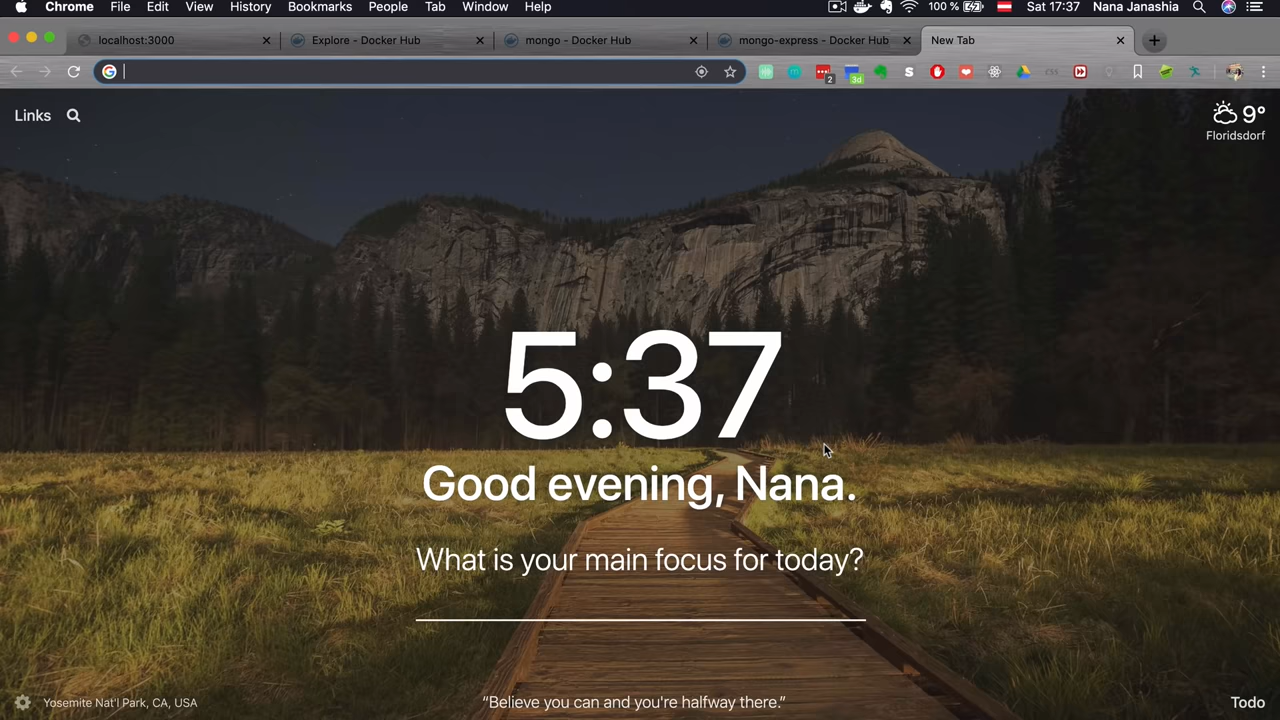 Chrome File Edit View History Bookmarks People Tab Window Help 100 % Sat 17:37 Nana Janashia
localhost:3000 Explore - Docker Hub mongo - Docker Hub mongo-express - Docker Hub New Tab
2 3d
Links
9°
Floridsdorf
5:37
Good evening, Nana.
What is your main focus for today?
Yosemite Nat'l Park, CA, USA "Believe you can and you're halfway there." Todo